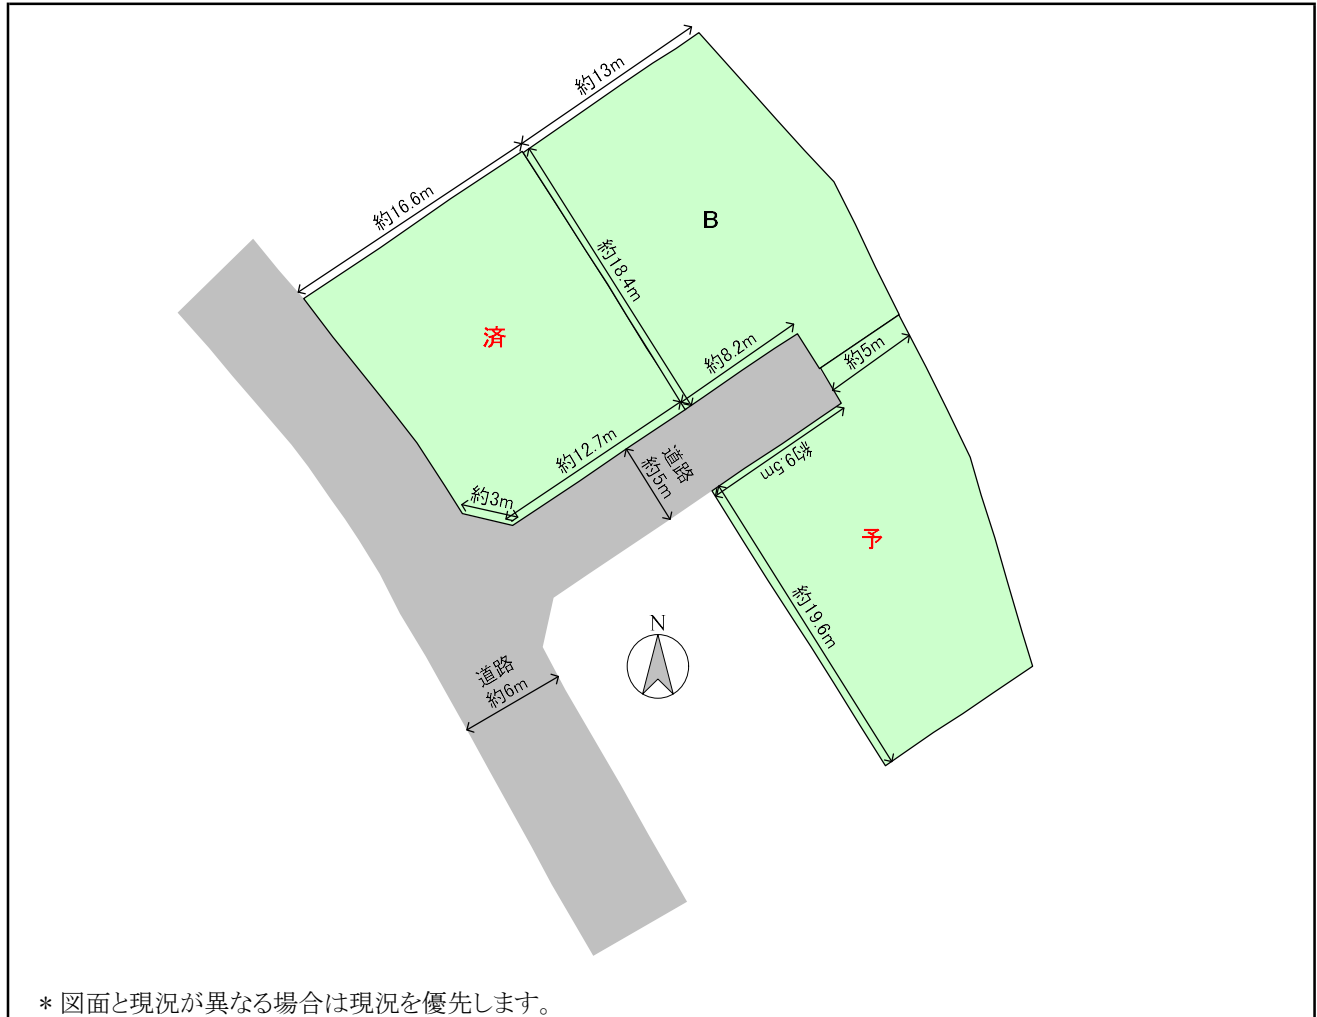 約13m
約16.6m
B
約18.4m
済
約8.2m
約5m
約12.7m
道路
約5m
約9.5m
約3m
予
約19.6m
N
道路
約6m
* 図面と現況が異なる場合は現況を優先します。